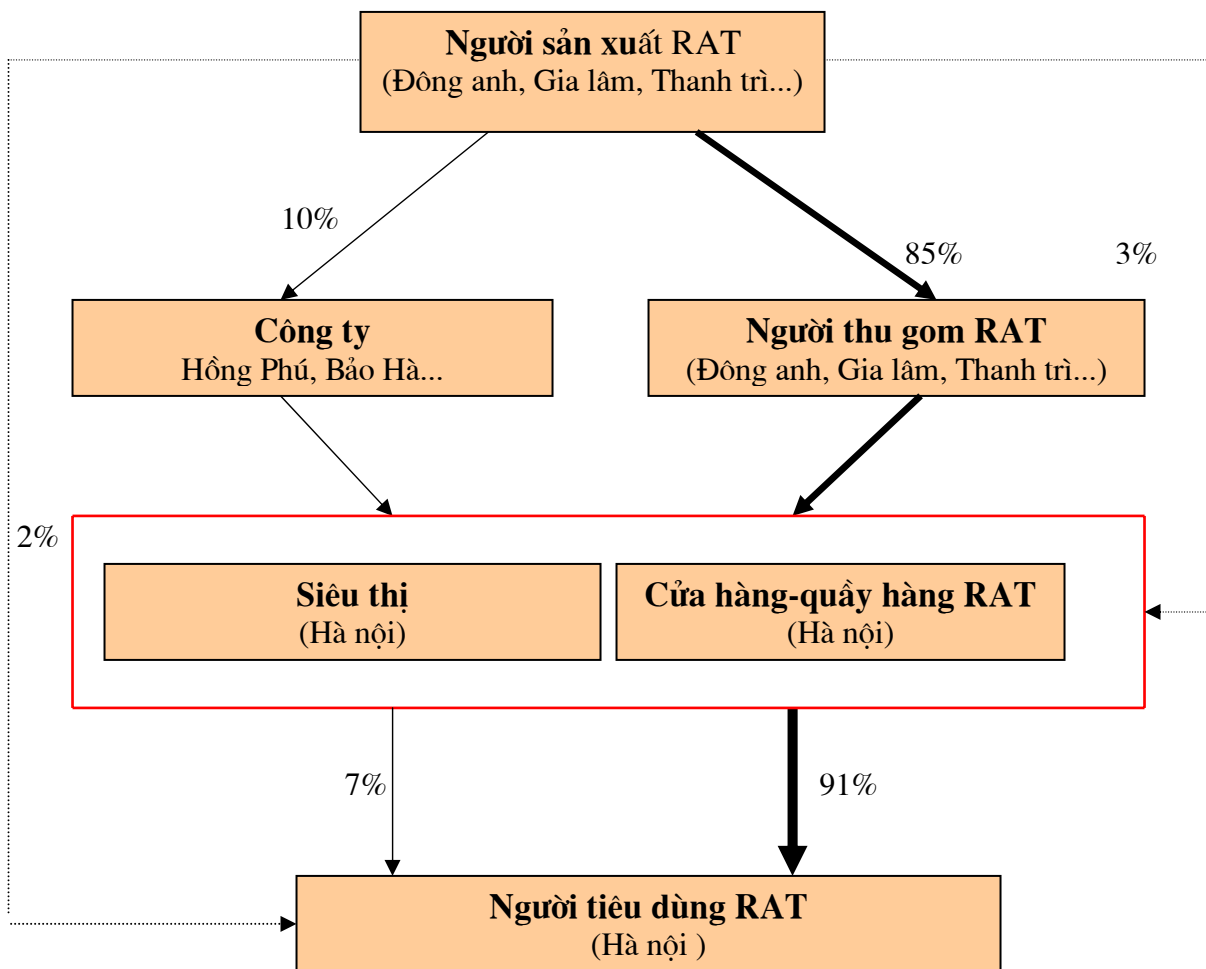 Người sản xuất RAT
(Đông anh, Gia lâm, Thanh trì...)
10%
85%
3%
Công ty
Hồng Phú, Bảo Hà...
Người thu gom RAT
(Đông anh, Gia lâm, Thanh trì...)
2%
Siêu thị
(Hà nội)
Cửa hàng-quầy hàng RAT
(Hà nội)
7%
91%
Người tiêu dùng RAT
(Hà nội )